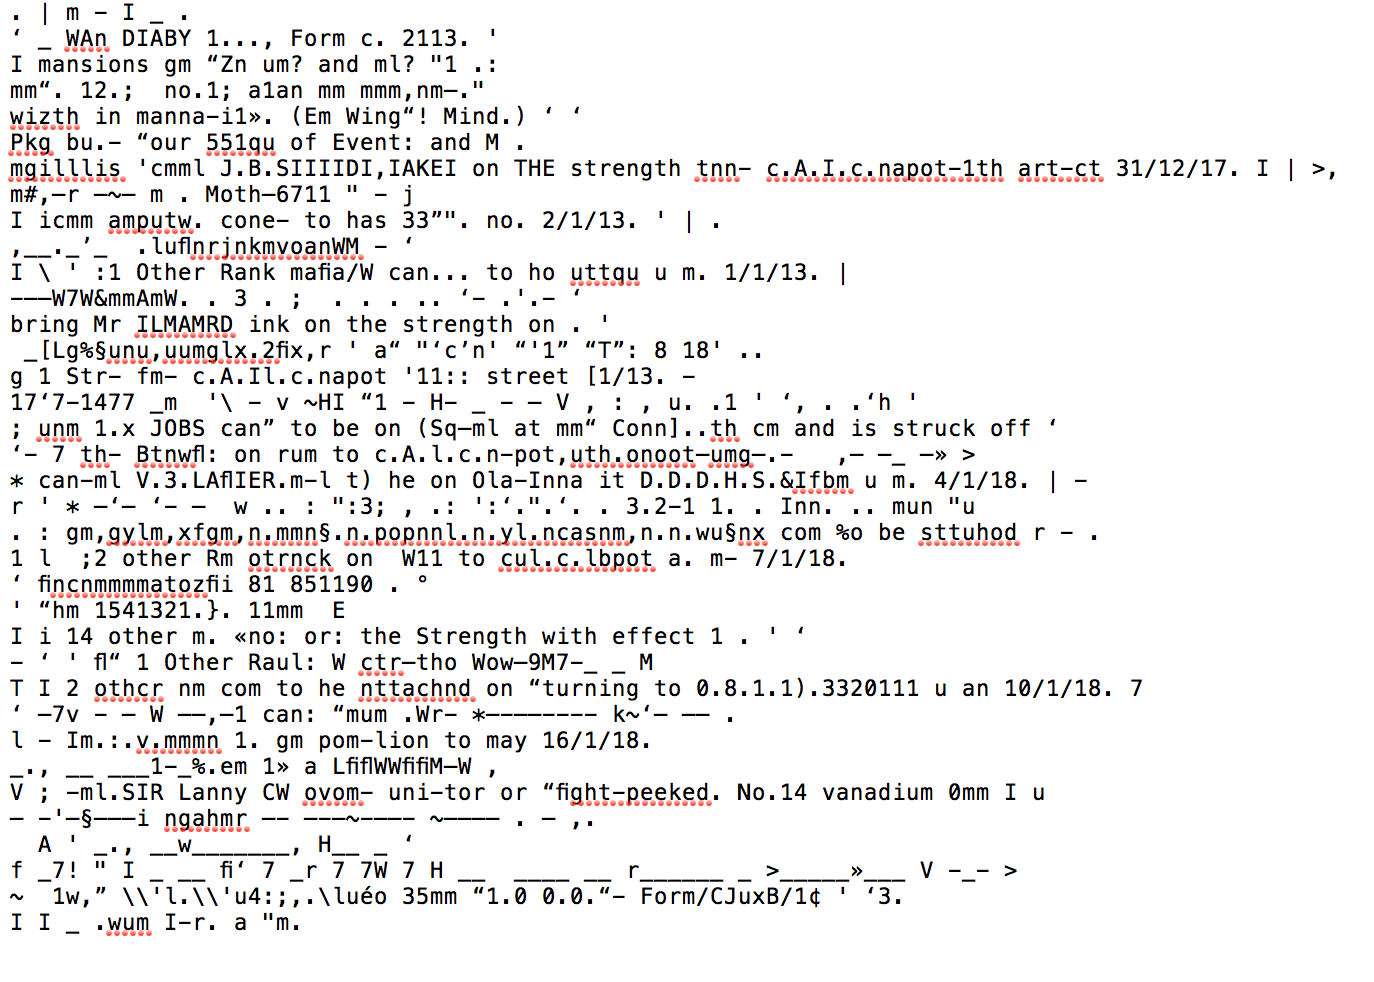 . | m – I _ .
‘ _ WAn DIABY 1..., Form c. 2113. '
I mansions gm “Zn um? and ml? "1 .:
mm“. 12.;  no.1; a1an mm mmm,nm—."
wizth in manna—i1». (Em Wing“! Mind.) ‘ ‘
Pkg bu.– “our 551qu of Event: and M .
mgilllis 'cmml J.B.SIIIIDI,IAKEI on THE strength tnn– c.A.I.c.napot—1th art—ct 31/12/17. I | >,
m#,—r —~— m . Moth—6711 " – j
I icmm amputw. cone– to has 33”". no. 2/1/13. ' | .
,__._’_  .luflnrjnkmvoanWM – ‘
I \ ' :1 Other Rank mafia/W can... to ho uttqu u m. 1/1/13. |
–——W7W&mmAmW. . 3 . ;  . . . .. ‘– .'.– ‘
bring Mr ILMAMRD ink on the strength on . '
_[Lg%§unu,uumglx.2fix,r ' a“ "‘c’n' “'1” “T”: 8 18' ..
g 1 Str– fm– c.A.Il.c.napot '11:: street [1/13. –
17‘7–1477 _m  '\ – v ~HI “1 – H– _ – – V , : , u. .1 ' ‘, . .‘h '
; unm 1.x JOBS can” to be on (Sq—ml at mm“ Conn]..th cm and is struck off ‘
‘– 7 th– Btnwfl: on rum to c.A.l.c.n—pot,uth.onoot—umg—.–   ,– –_ –» >
* can—ml V.3.LAflIER.m—l t) he on Ola—Inna it D.D.D.H.S.&Ifbm u m. 4/1/18. | –
r ' * —‘— ‘— –  w .. : ":3; , .: ':‘.".‘. . 3.2—1 1. . Inn. ... mun "u
. : gm,gylm,xfgm,n.mmn§.n.popnnl.n.yl.ncasnm,n.n.wu§nx com %o be sttuhod r – .
1 l  ;2 other Rm otrnck on  W11 to cul.c.lbpot a. m– 7/1/18.
‘ fincnmmmmatozfii 81 851190 . °
' “hm 1541321.}. 11mm  E
I i 14 other m. «no: or: the Strength with effect 1 . ' ‘
– ‘ ' fl“ 1 Other Raul: W ctr—tho Wow—9M7–_ _ M
T I 2 othcr nm com to he nttachnd on “turning to 0.8.1.1).3320111 u an 10/1/18. 7
‘ —7v – – W ——,—1 can: “mum .Wr– *———————— k~‘— —— .
l – Im.:.v.mmmn 1. gm pom—lion to may 16/1/18.
_., __ ___1–_%.em 1» a LfiflWWfifiM—W ,
V ; –ml.SIR Lanny CW ovom– uni—tor or “fight—peeked. No.14 vanadium 0mm I u
— –'–§———i ngahmr —— ———~———— ~———— . — ,.
A ' _., __w_______, H__ _ ‘
f _7! " I _ __ fi‘ 7 _r 7 7W 7 H __  ____ __ r______ _ >_____»___ V –_– >
~  1w,” \\'l.\\'u4:;,.\luéo 35mm “1.0 0.0.“– Form/CJuxB/1¢ ' ‘3.
I I _ .wum I–r. a "m.